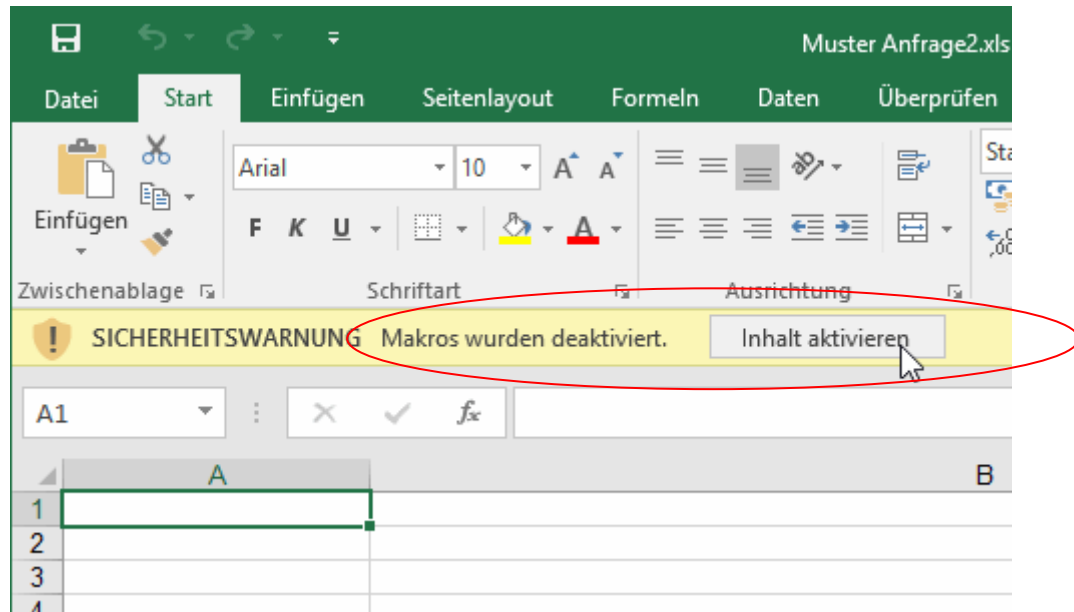 Muster Anfrage2.xls
Datei Start Einfügen Seitenlayout Formeln Daten Überprüfen
Arial 10 A A
Einfügen F K U A
Zwischenablage Schriftart Ausrichtung
SICHERHEITSWARNUNG Makros wurden deaktiviert. Inhalt aktivieren
A1 fx
A B
1
2
3
4